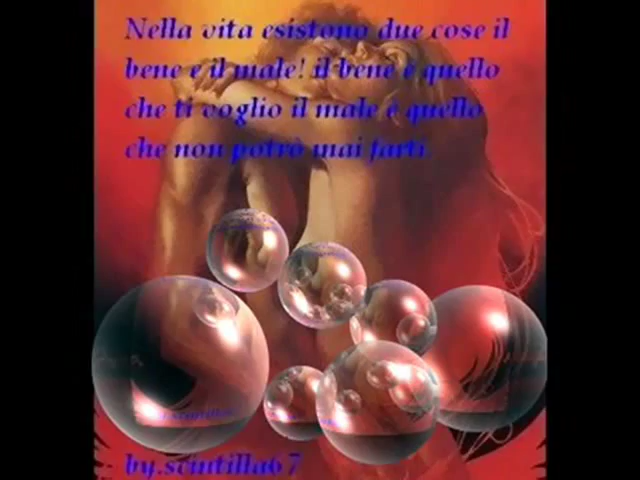 Nella vita esistono due cose il
bene e il male! il bene è quello
che ti voglio il male è quello
che non potrò mai farti.
by.scintilla67